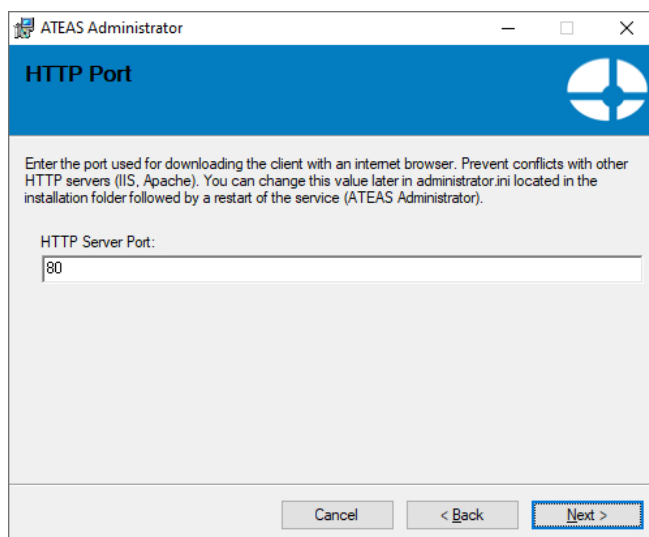 ATEAS Administrator
HTTP Port
Enter the port used for downloading the client with an internet browser. Prevent conflicts with other
HTTP servers (IIS, Apache). You can change this value later in administrator.ini located in the
installation folder followed by a restart of the service (ATEAS Administrator).
HTTP Server Port:
80
Cancel
< Back
Next >